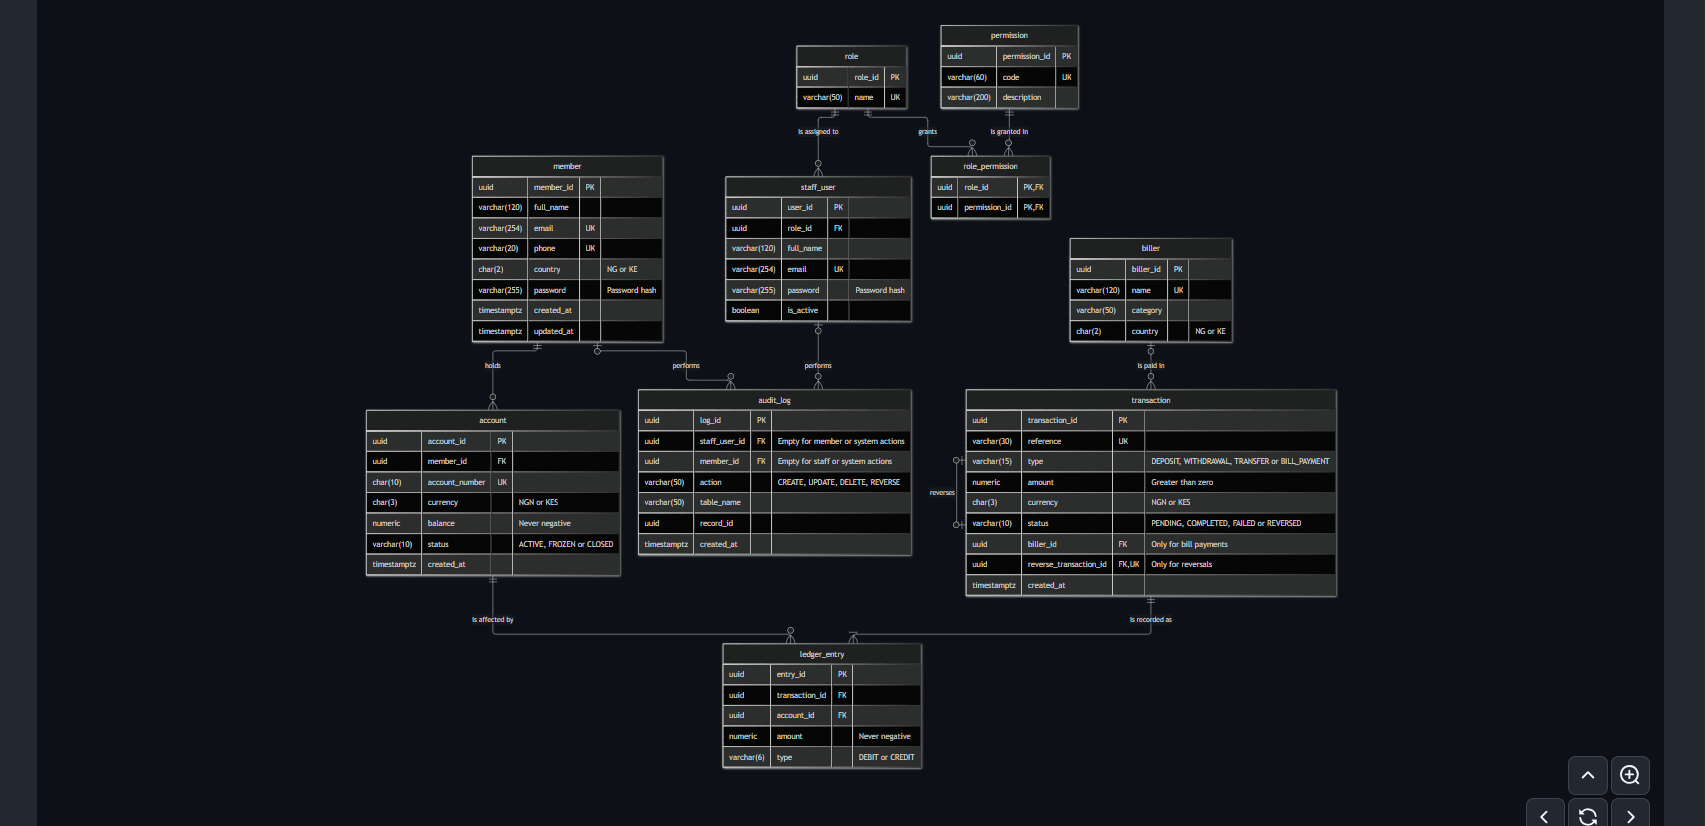 permission
uuid permission_id PK
varchar(60) code UK
varchar(200) description
role
uuid role_id PK
varchar(50) name UK
Is assigned to
grants
Is granted in
role_permission
uuid role_id PK,FK
uuid permission_id PK,FK
member
uuid member_id PK
varchar(120) full_name
varchar(254) email UK
varchar(20) phone UK
char(2) country NG or KE
varchar(255) password Password hash
timestamptz created_at
timestamptz updated_at
staff_user
uuid user_id PK
uuid role_id FK
varchar(120) full_name
varchar(254) email UK
varchar(255) password Password hash
boolean is_active
biller
uuid biller_id PK
varchar(120) name UK
varchar(50) category
char(2) country NG or KE
holds
performs
performs
Is paid in
account
uuid account_id PK
uuid member_id FK
char(10) account_number UK
char(3) currency NGN or KES
numeric balance Never negative
varchar(10) status ACTIVE, FROZEN or CLOSED
timestamptz created_at
audit_log
uuid log_id PK
uuid staff_user_id FK Empty for member or system actions
uuid member_id FK Empty for staff or system actions
varchar(50) action CREATE, UPDATE, DELETE, REVERSE
varchar(50) table_name
uuid record_id
timestamptz created_at
transaction
uuid transaction_id PK
varchar(30) reference UK
varchar(15) type DEPOSIT, WITHDRAWAL, TRANSFER or BILL_PAYMENT
numeric amount Greater than zero
char(3) currency NGN or KES
varchar(10) status PENDING, COMPLETED, FAILED or REVERSED
uuid biller_id FK Only for bill payments
uuid reverse_transaction_id FK,UK Only for reversals
timestamptz created_at
reverses
Is affected by
Is recorded as
ledger_entry
uuid entry_id PK
uuid transaction_id FK
uuid account_id FK
numeric amount Never negative
varchar(6) type DEBIT or CREDIT